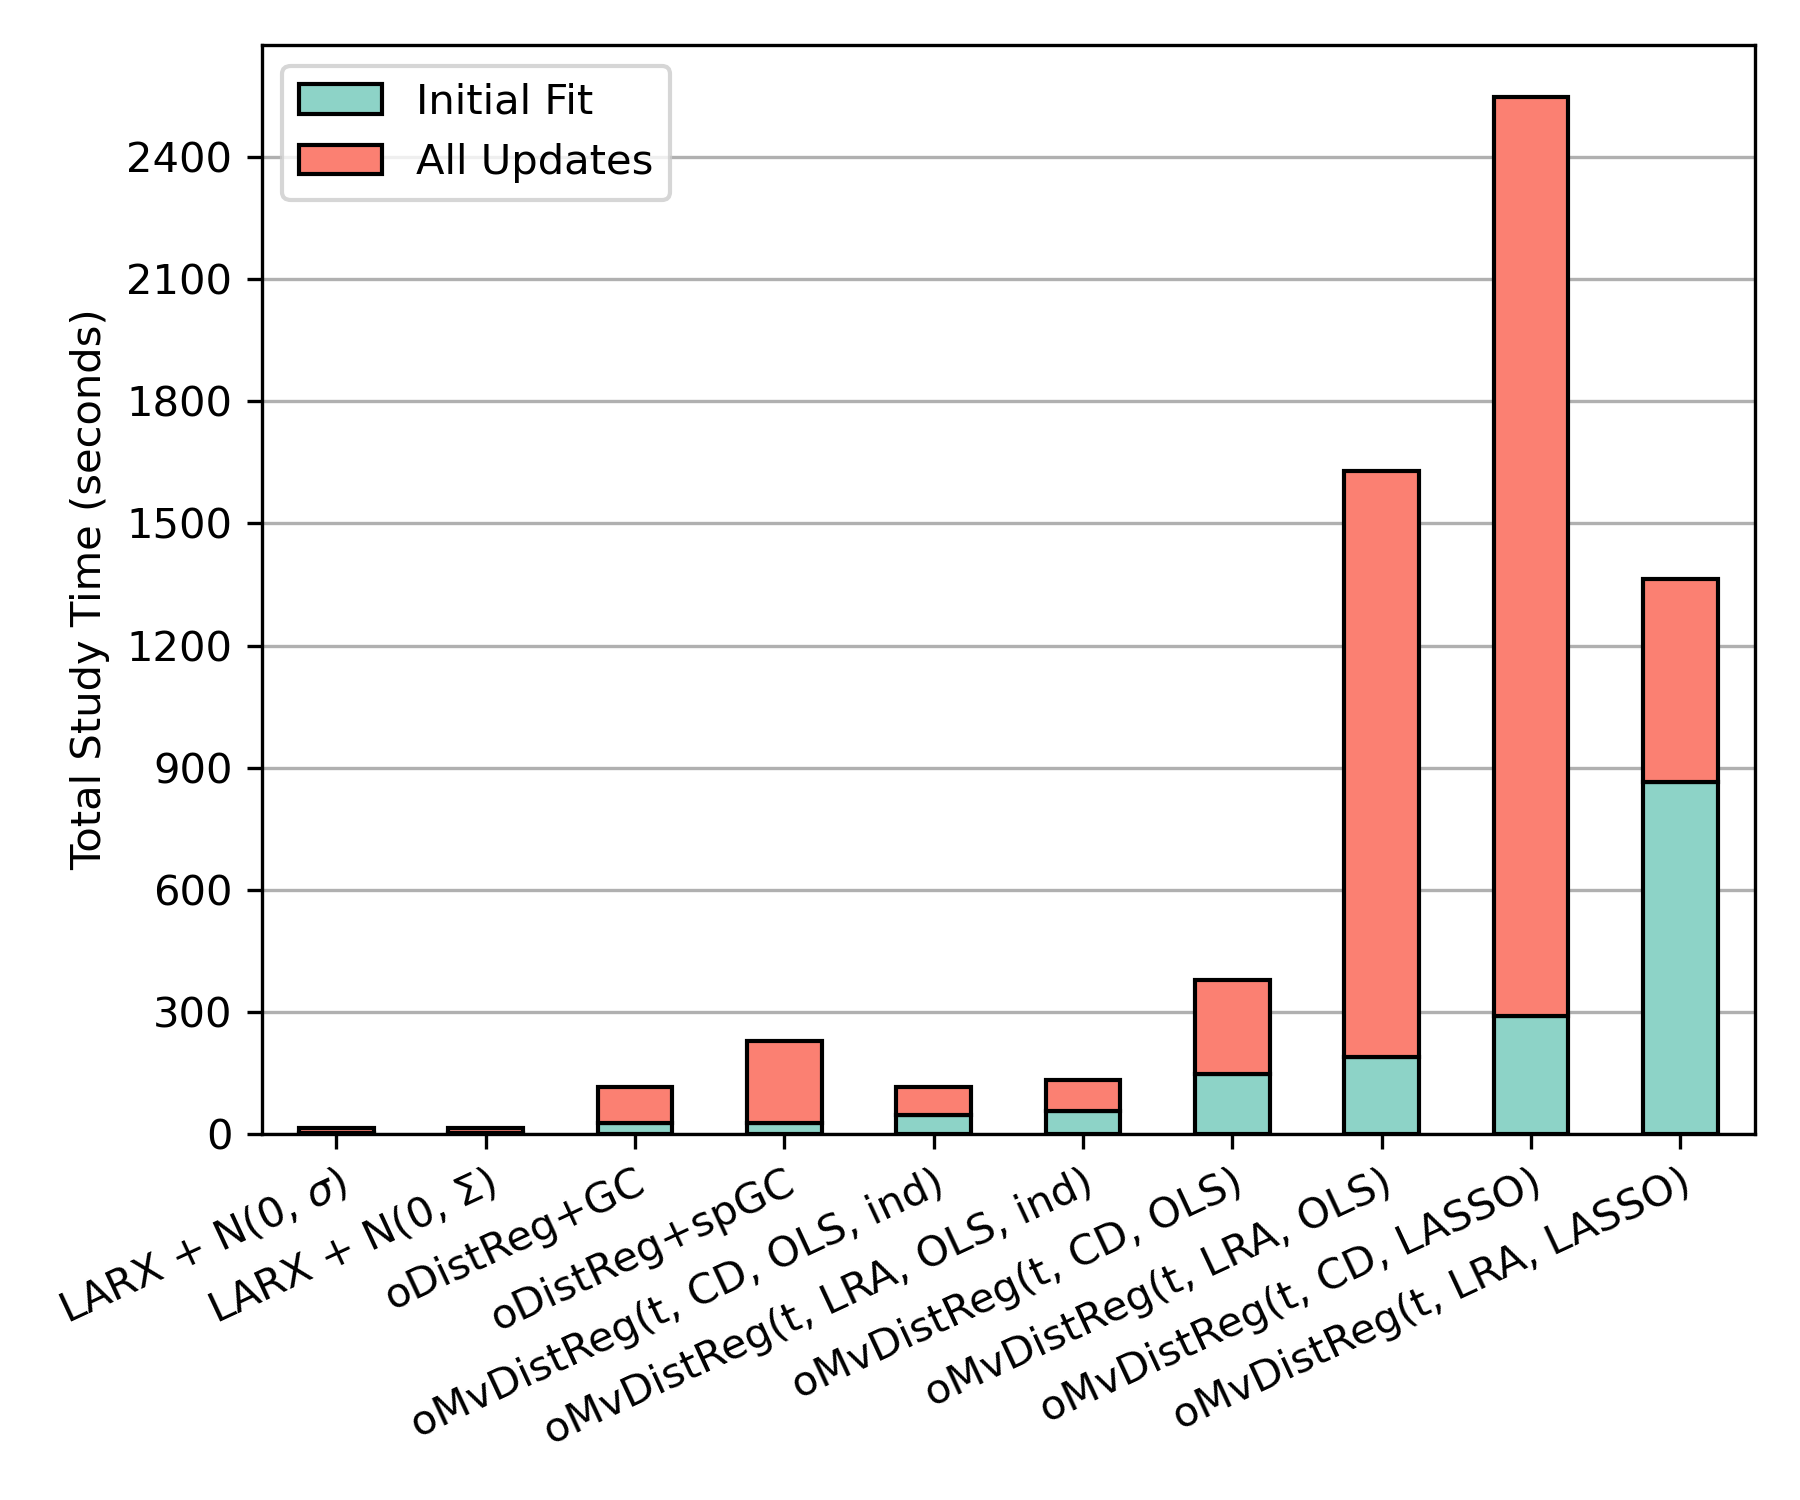 Initial Fit
All Updates
Total Study Time (seconds)
2400
2100
1800
1500
1200
900
600
300
0
LARX + N(0, σ)
LARX + N(0, Σ)
oDistReg+GC
oDistReg+spGC
oMvDistReg(t, CD, OLS, ind)
oMvDistReg(t, LRA, OLS, ind)
oMvDistReg(t, CD, OLS)
oMvDistReg(t, LRA, OLS)
oMvDistReg(t, CD, LASSO)
oMvDistReg(t, LRA, LASSO)